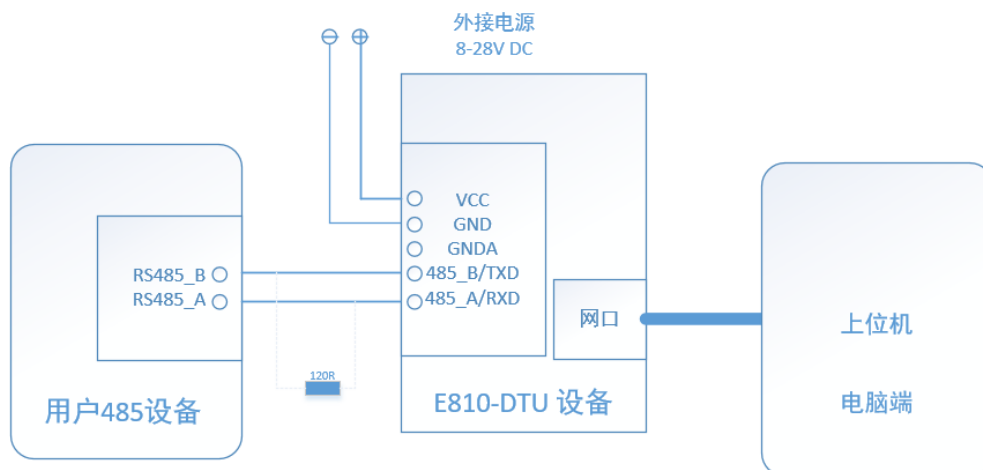 外接电源
8-28V DC
VCC
GND
GNDA
485_B/TXD
485_A/RXD
RS485_B
RS485_A
120R
用户485设备
网口
E810-DTU 设备
上位机
电脑端